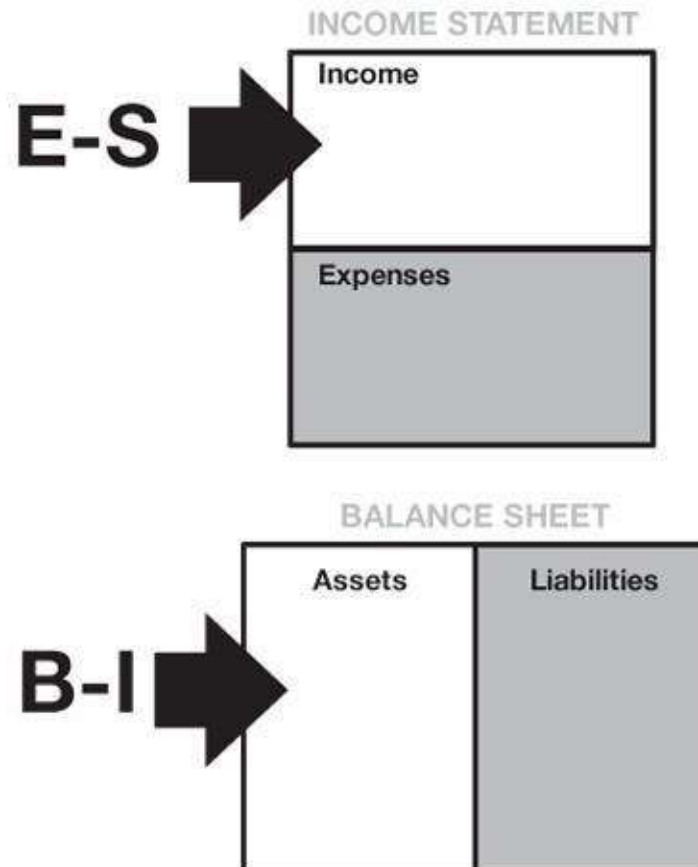 INCOME STATEMENT
Income
E-S
Expenses
BALANCE SHEET
Assets Liabilities
B-I